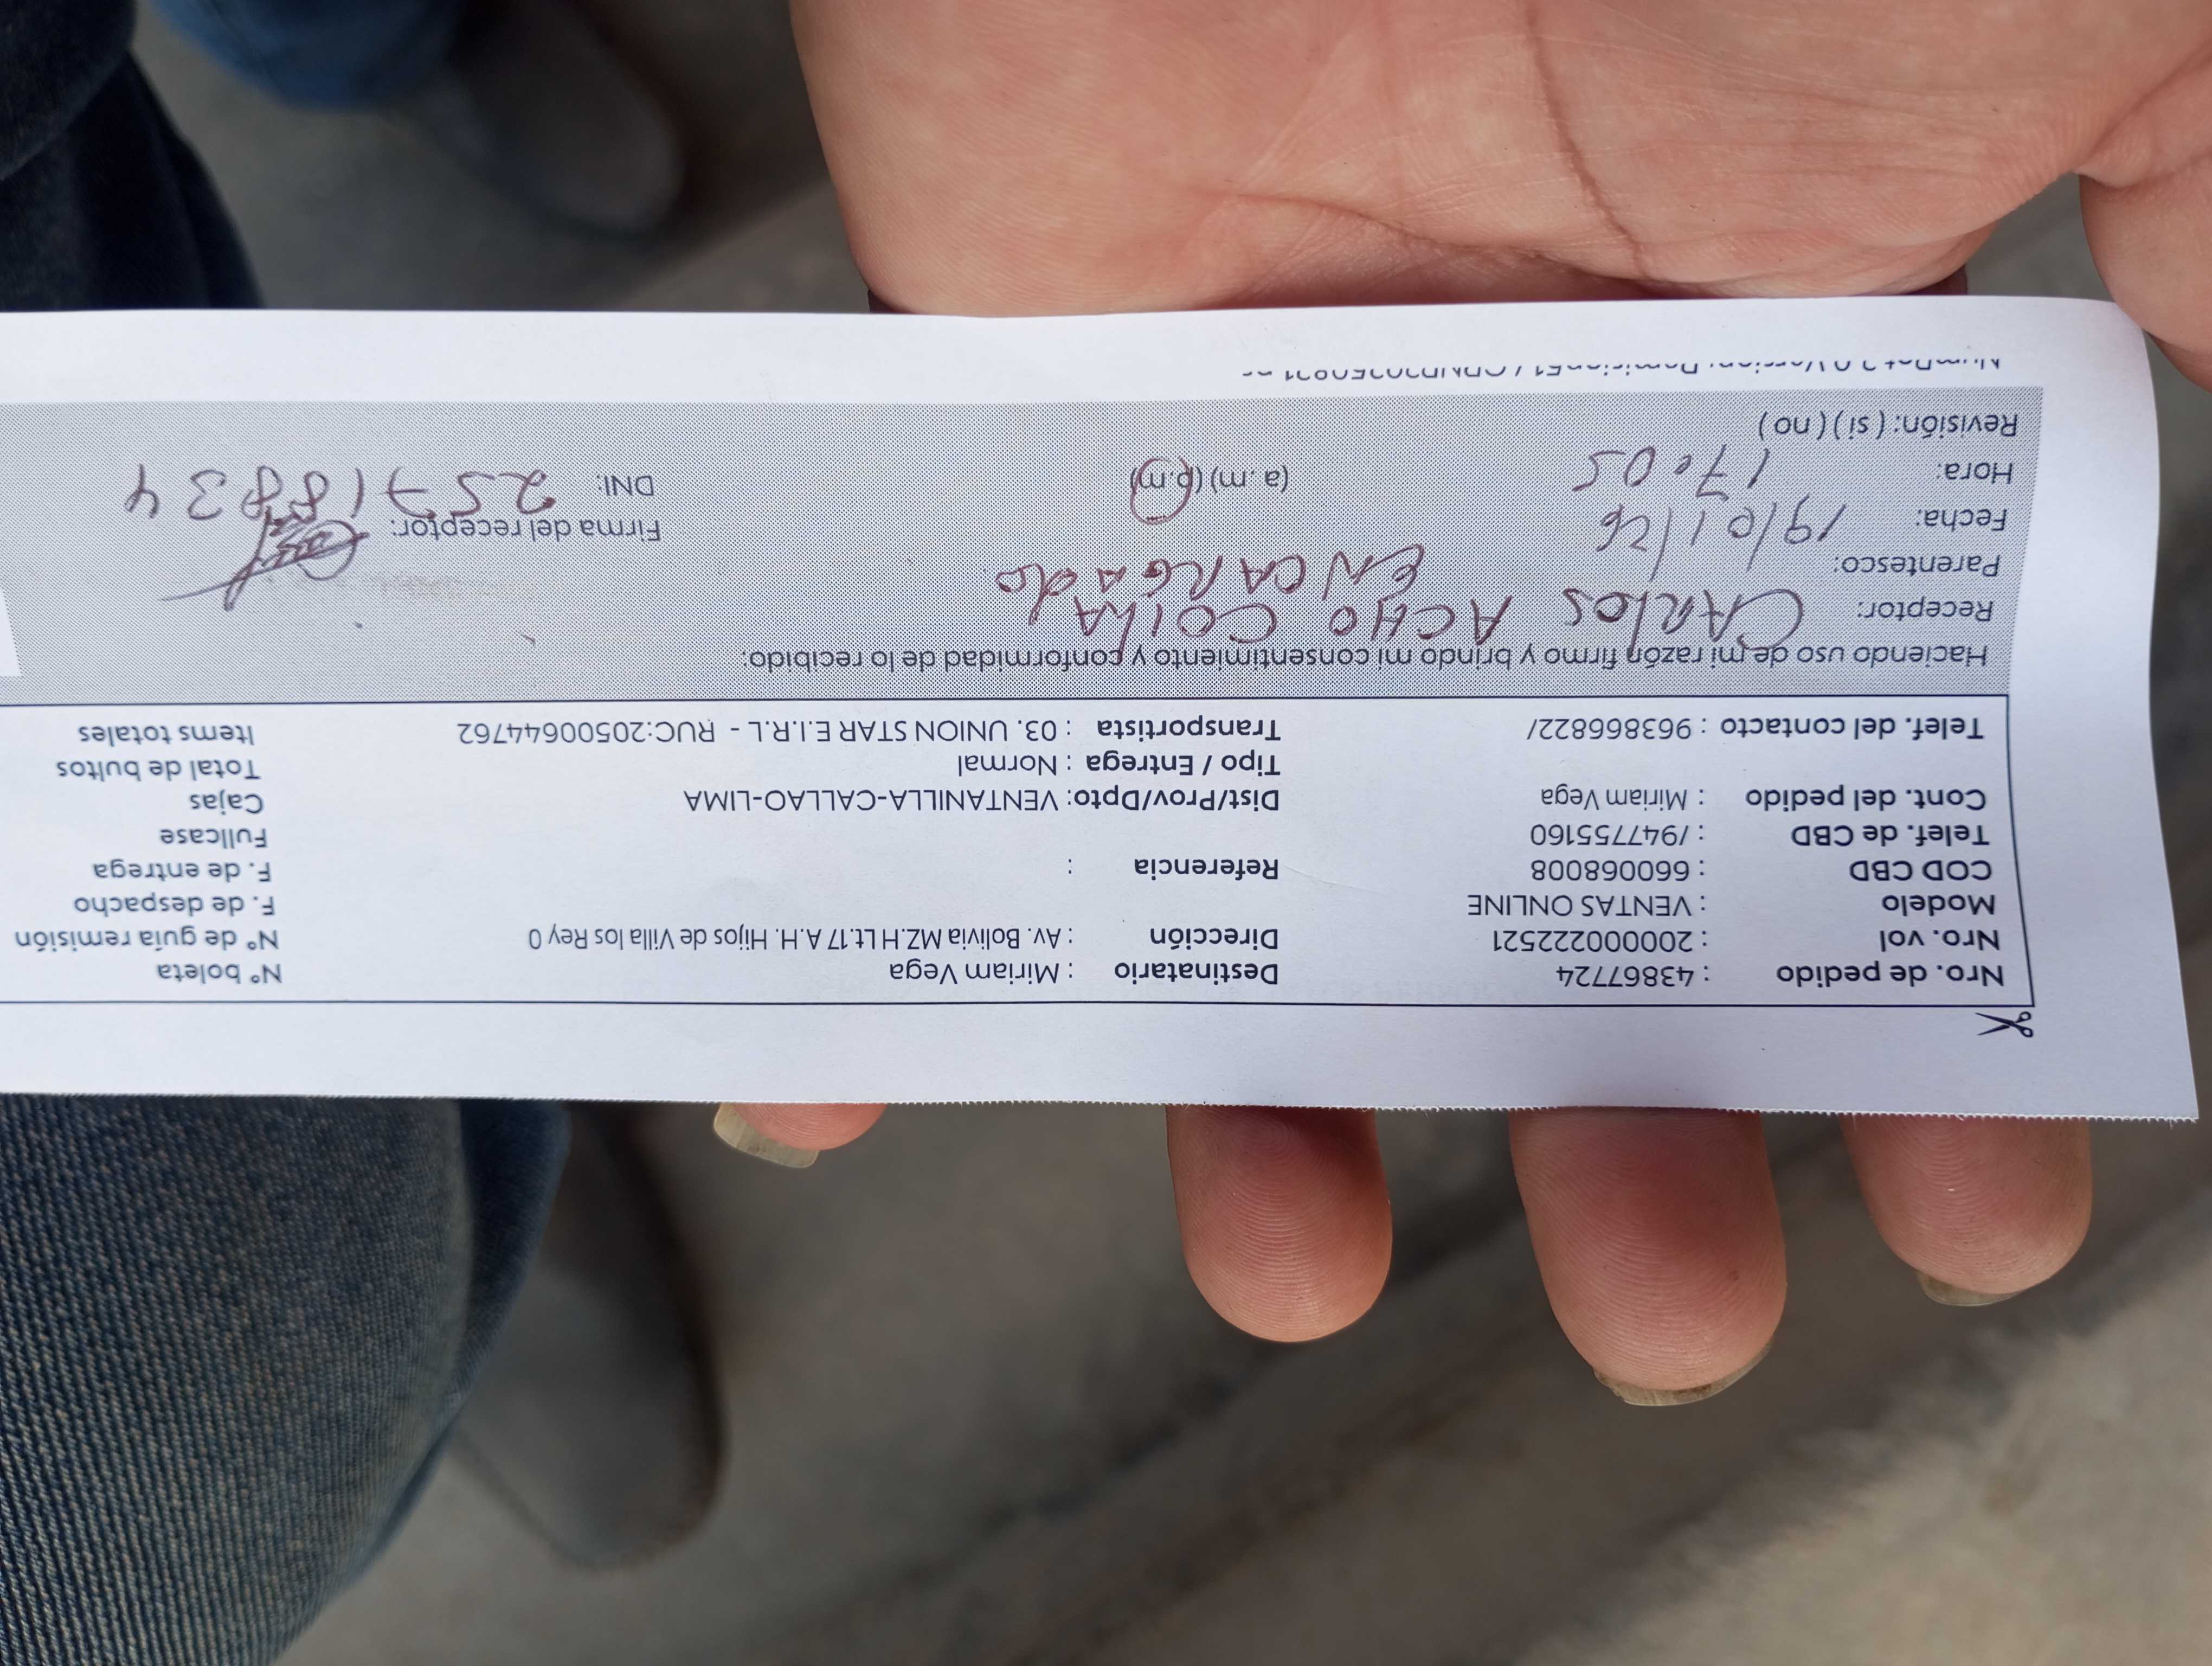 Nro. de pedido : 43867724 Destinatario : Miriam Vega N° boleta
Nro. vol : 2000002222521 Dirección : Av. Bolivia MZ.H Lt.17 A.H. Hijos de Villa los Rey 0 N° de guía remisión
Modelo : VENTAS ONLINE F. de despacho
COD CBD : 660068008 Referencia : F. de entrega
Telef. de CBD : /947755160 Fullcase
Cont. del pedido : Miriam Vega Dist/Prov/Dpto: VENTANILLA-CALLAO-LIMA Cajas
Tipo / Entrega : Normal Total de bultos
Telef. del contacto : 963866822/ Transportista : 03. UNION STAR E.I.R.L - RUC:20500644762 Items totales
Haciendo uso de mi razón firmo y brindo mi consentimiento y conformidad de lo recibido:
Receptor: CARlOS ACHO COILA
Parentesco: ENCARGAdo
Fecha: 19/01/26 Firma del receptor:
Hora: 17:05 (a.m) (p.m) DNI: 25718834
Revisión: ( si ) ( no )